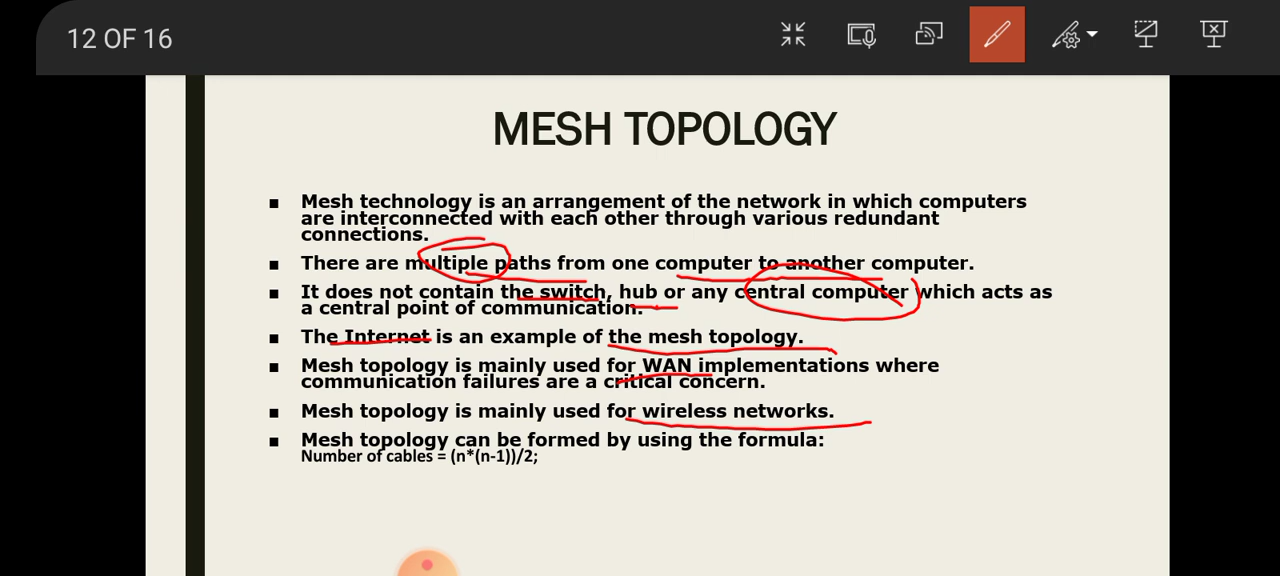 12 OF 16
MESH TOPOLOGY
▪ Mesh technology is an arrangement of the network in which computers
are interconnected with each other through various redundant
connections.
▪ There are multiple paths from one computer to another computer.
▪ It does not contain the switch, hub or any central computer which acts as
a central point of communication.
▪ The Internet is an example of the mesh topology.
▪ Mesh topology is mainly used for WAN implementations where
communication failures are a critical concern.
▪ Mesh topology is mainly used for wireless networks.
▪ Mesh topology can be formed by using the formula:
Number of cables = (n*(n-1))/2;